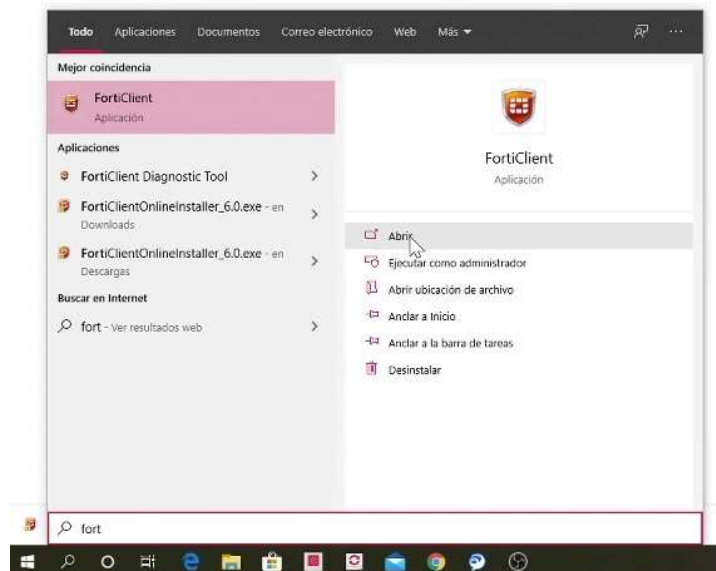 Todo Aplicaciones Documentos Correo electrónico Web Más
Mejor coincidencia
FortiClient
Aplicación
Aplicaciones
FortiClient Diagnostic Tool
FortiClientOnlineInstaller_6.0.exe - en
Downloads
FortiClientOnlineInstaller_6.0.exe - en
Descargas
Buscar en Internet
fort - Ver resultados web
FortiClient
Aplicación
Abrir
Ejecutar como administrador
Abrir ubicación de archivo
Anclar a Inicio
Anclar a la barra de tareas
Desinstalar
fort